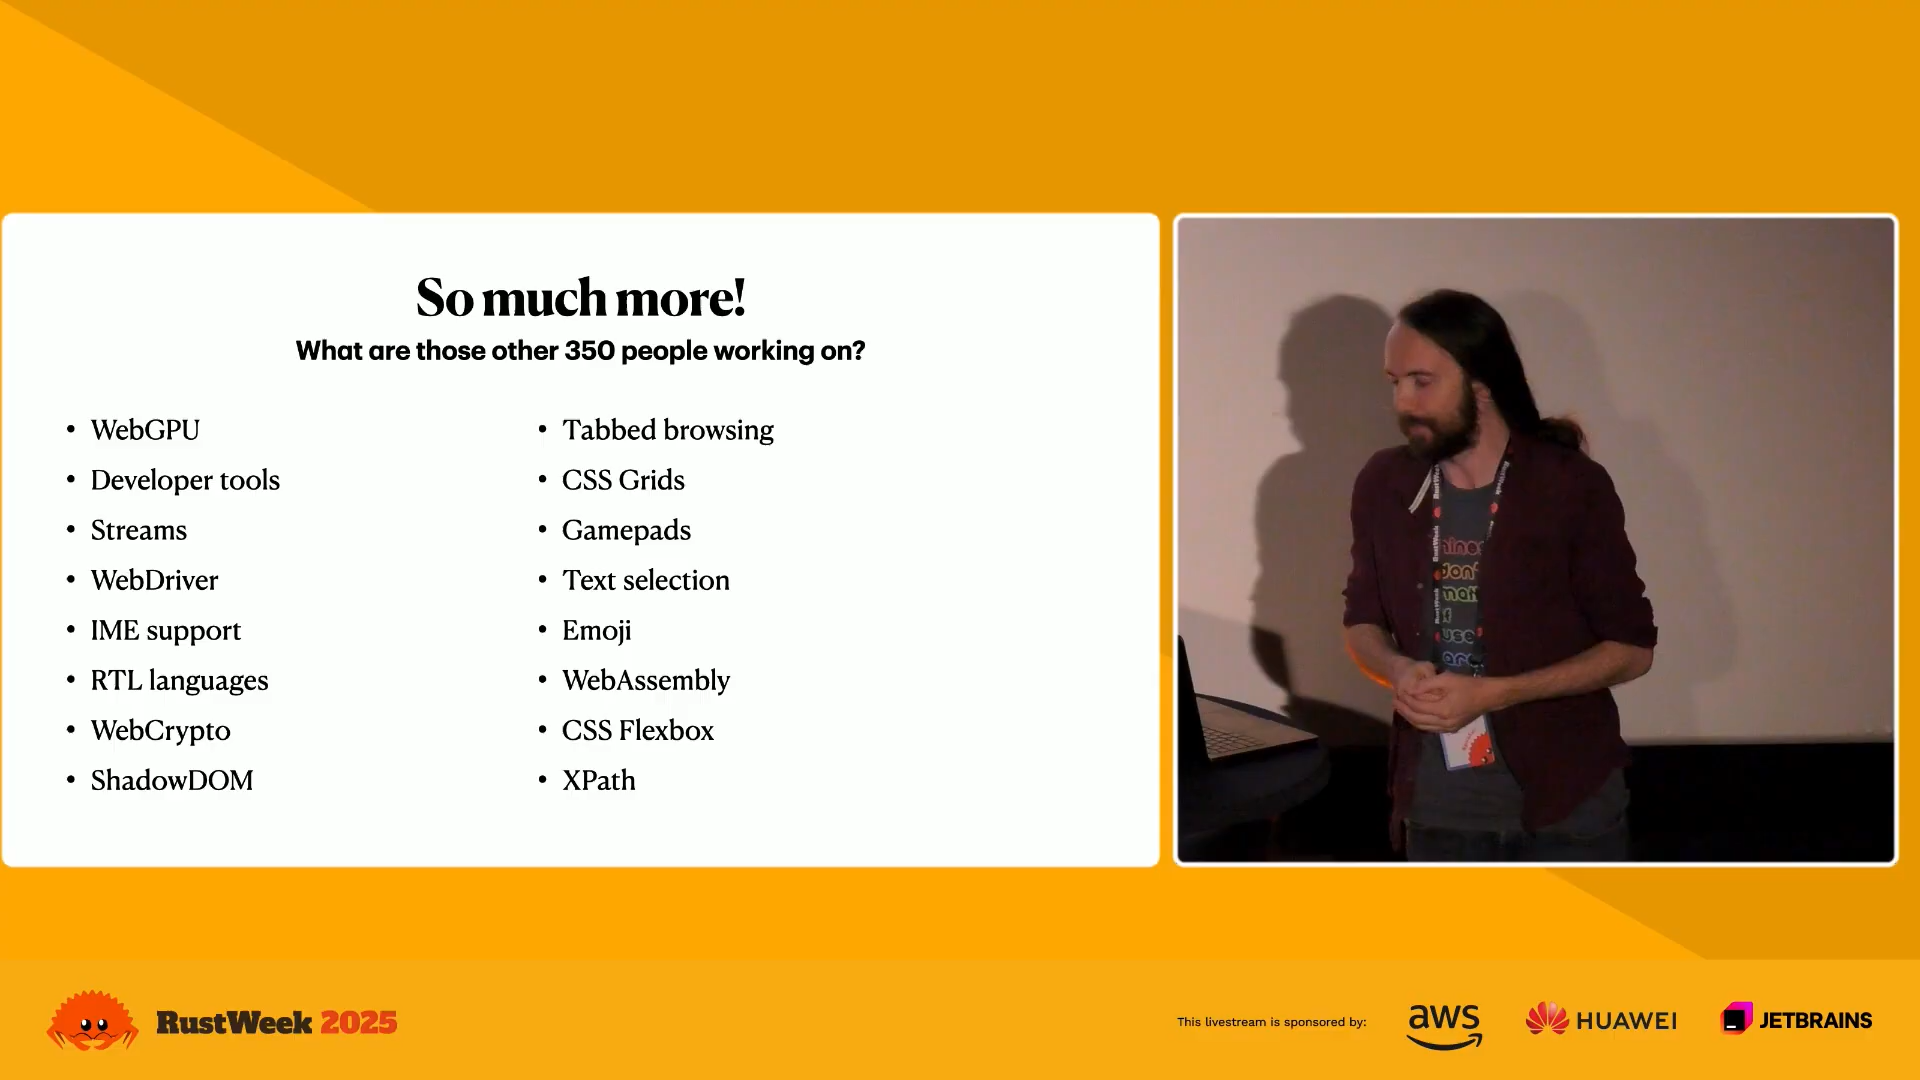 So much more!
What are those other 350 people working on?
• WebGPU
• Developer tools
• Streams
• WebDriver
• IME support
• RTL languages
• WebCrypto
• ShadowDOM
• Tabbed browsing
• CSS Grids
• Gamepads
• Text selection
• Emoji
• WebAssembly
• CSS Flexbox
• XPath
RustWeek
RustWeek
RustWeek 2025
This livestream is sponsored by:
aws
HUAWEI
JETBRAINS